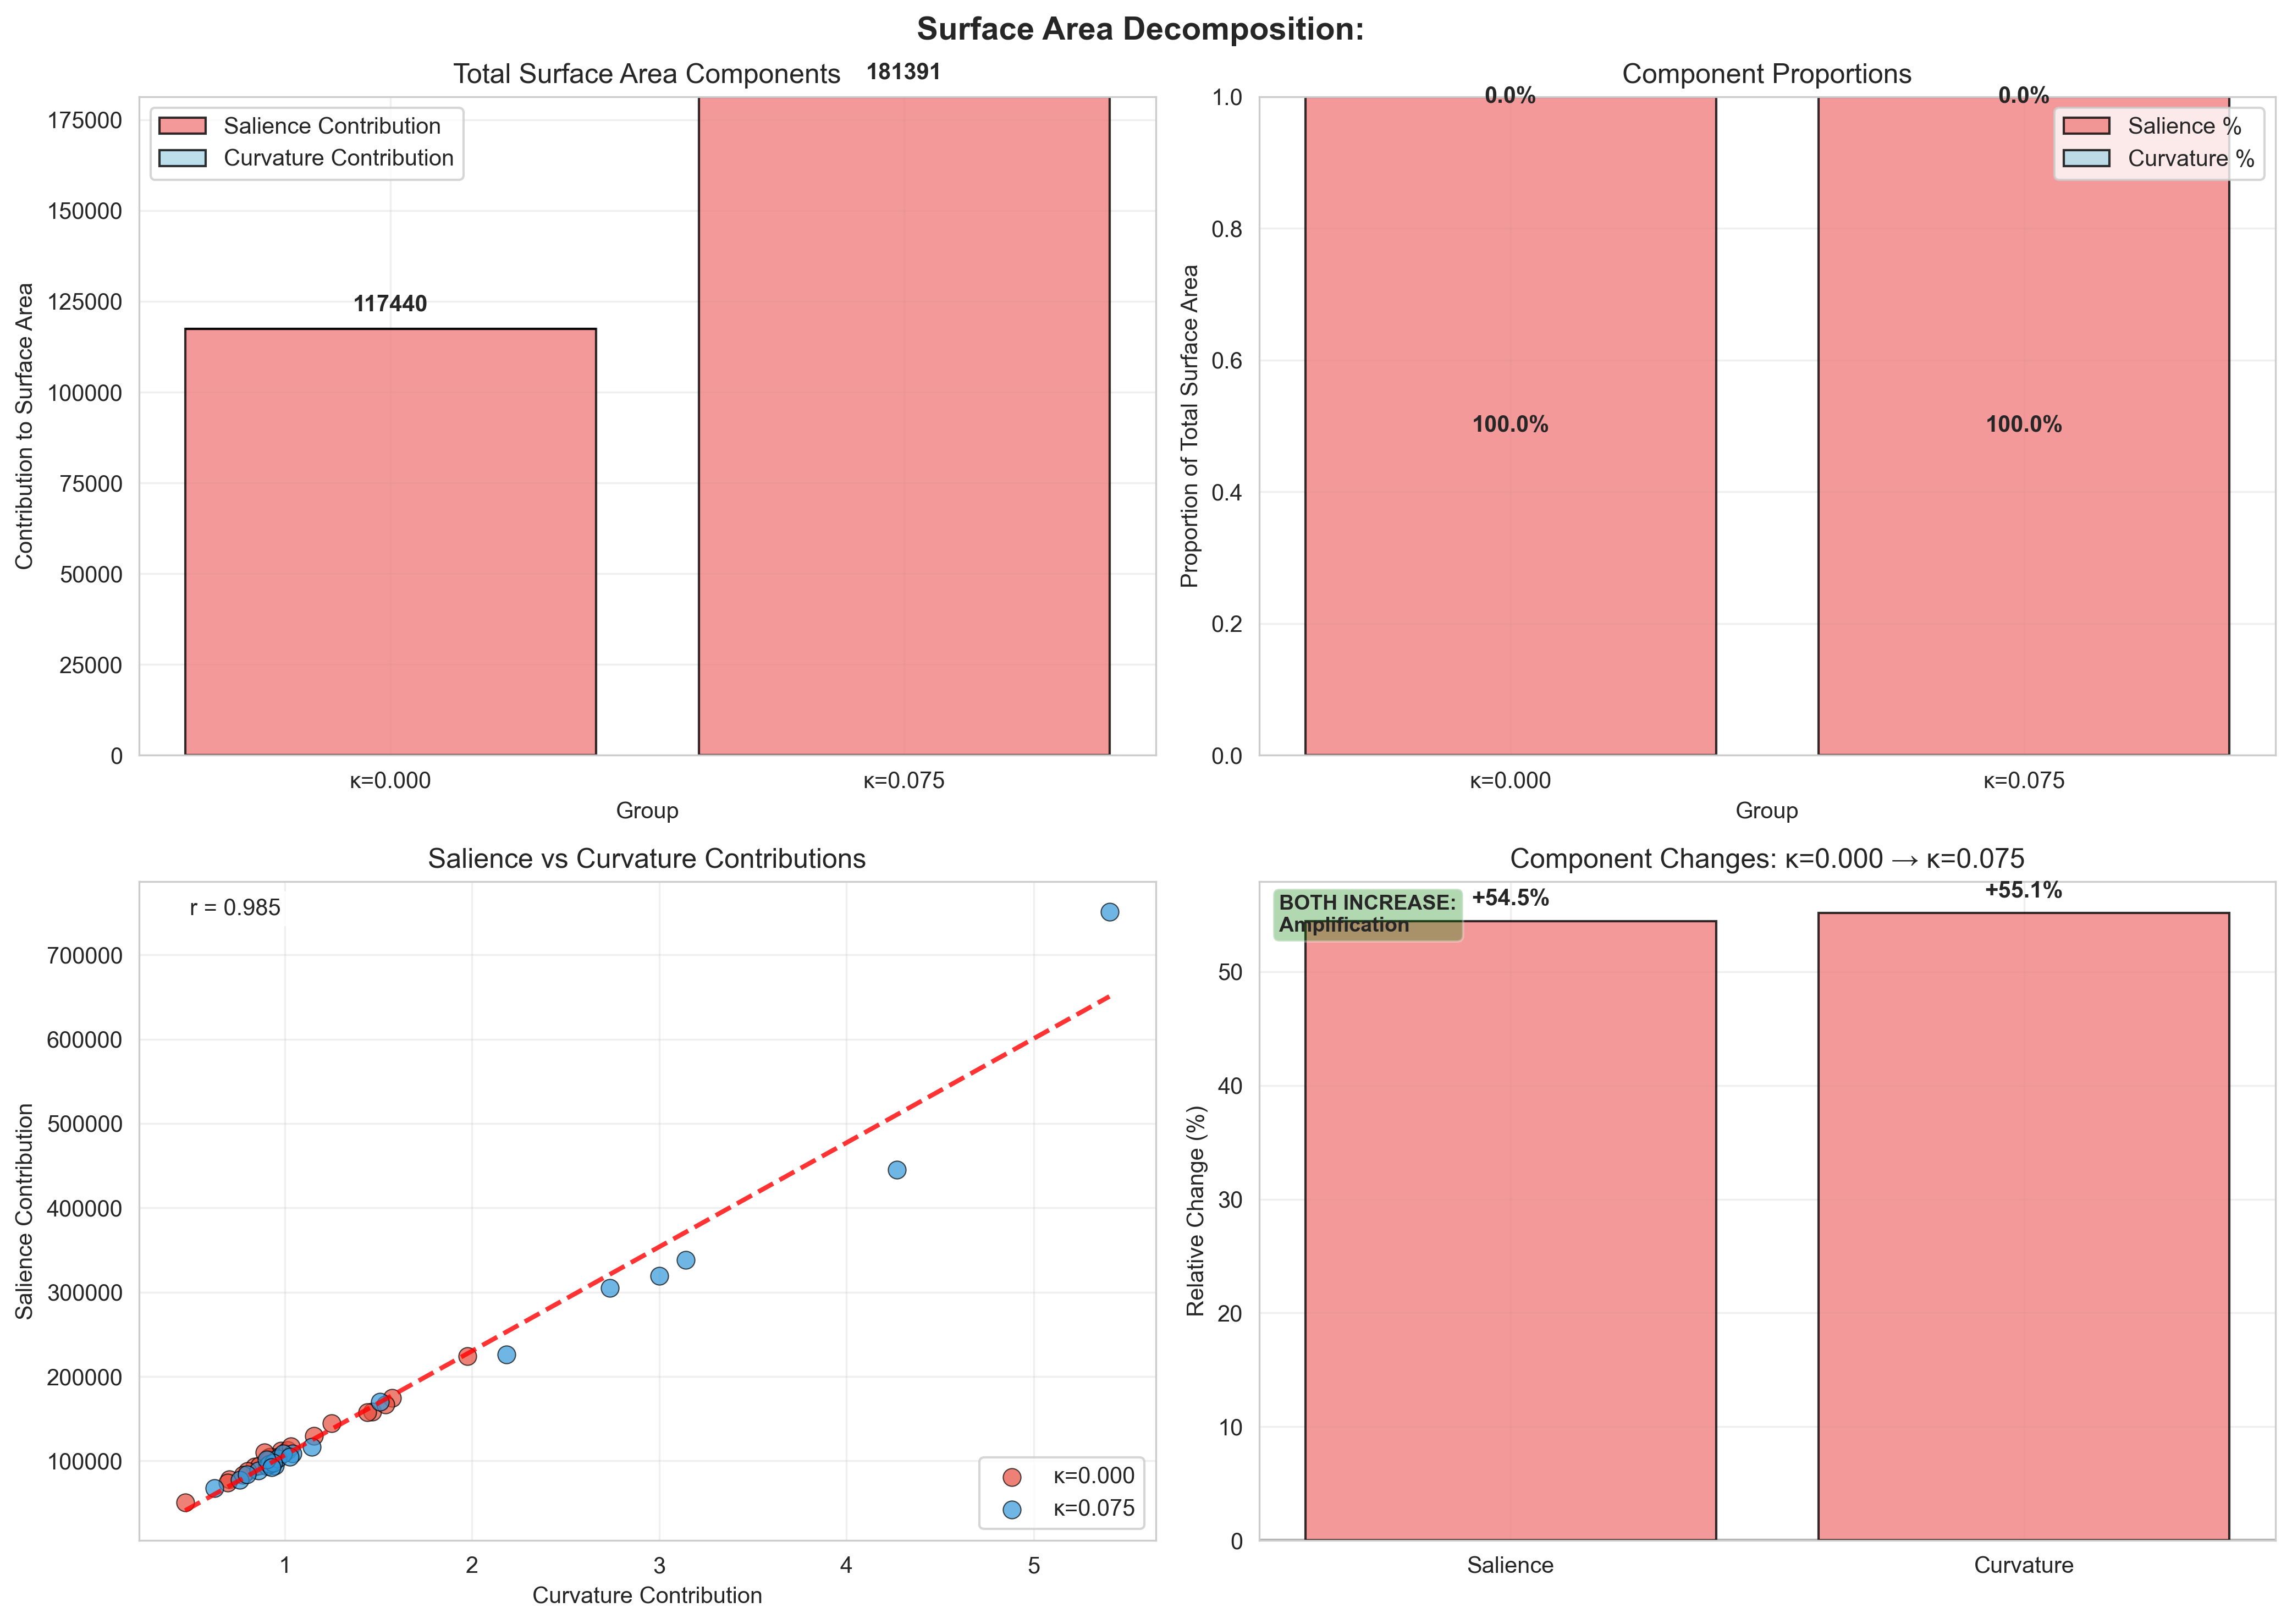 Surface Area Decomposition:
Total Surface Area Components
181391
Salience Contribution
Curvature Contribution
117440
175000
150000
125000
100000
75000
50000
25000
0
Contribution to Surface Area
κ=0.000
κ=0.075
Group
Component Proportions
0.0%
0.0%
Salience %
Curvature %
100.0%
100.0%
1.0
0.8
0.6
0.4
0.2
0.0
Proportion of Total Surface Area
κ=0.000
κ=0.075
Group
Salience vs Curvature Contributions
r = 0.985
700000
600000
500000
400000
300000
200000
100000
Salience Contribution
κ=0.000
κ=0.075
1
2
3
4
5
Curvature Contribution
Component Changes: κ=0.000 → κ=0.075
BOTH INCREASE:
Amplification
+54.5%
+55.1%
50
40
30
20
10
0
Relative Change (%)
Salience
Curvature